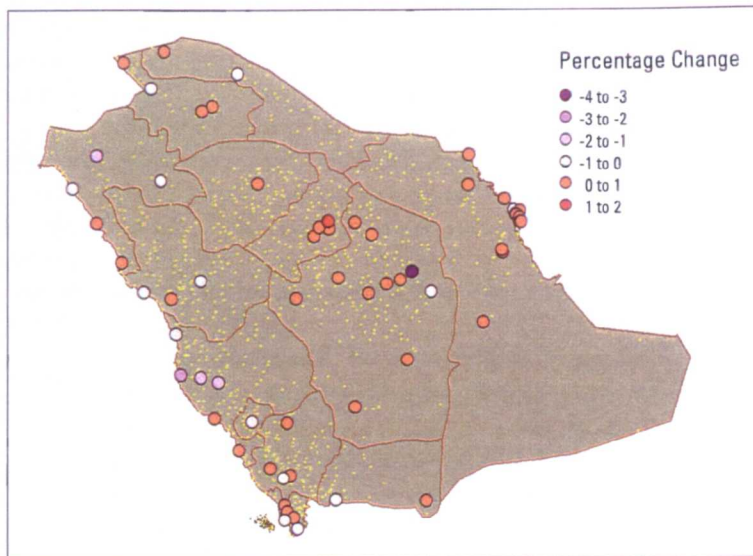 Percentage Change
-4 to -3
-3 to -2
-2 to -1
-1 to 0
0 to 1
1 to 2